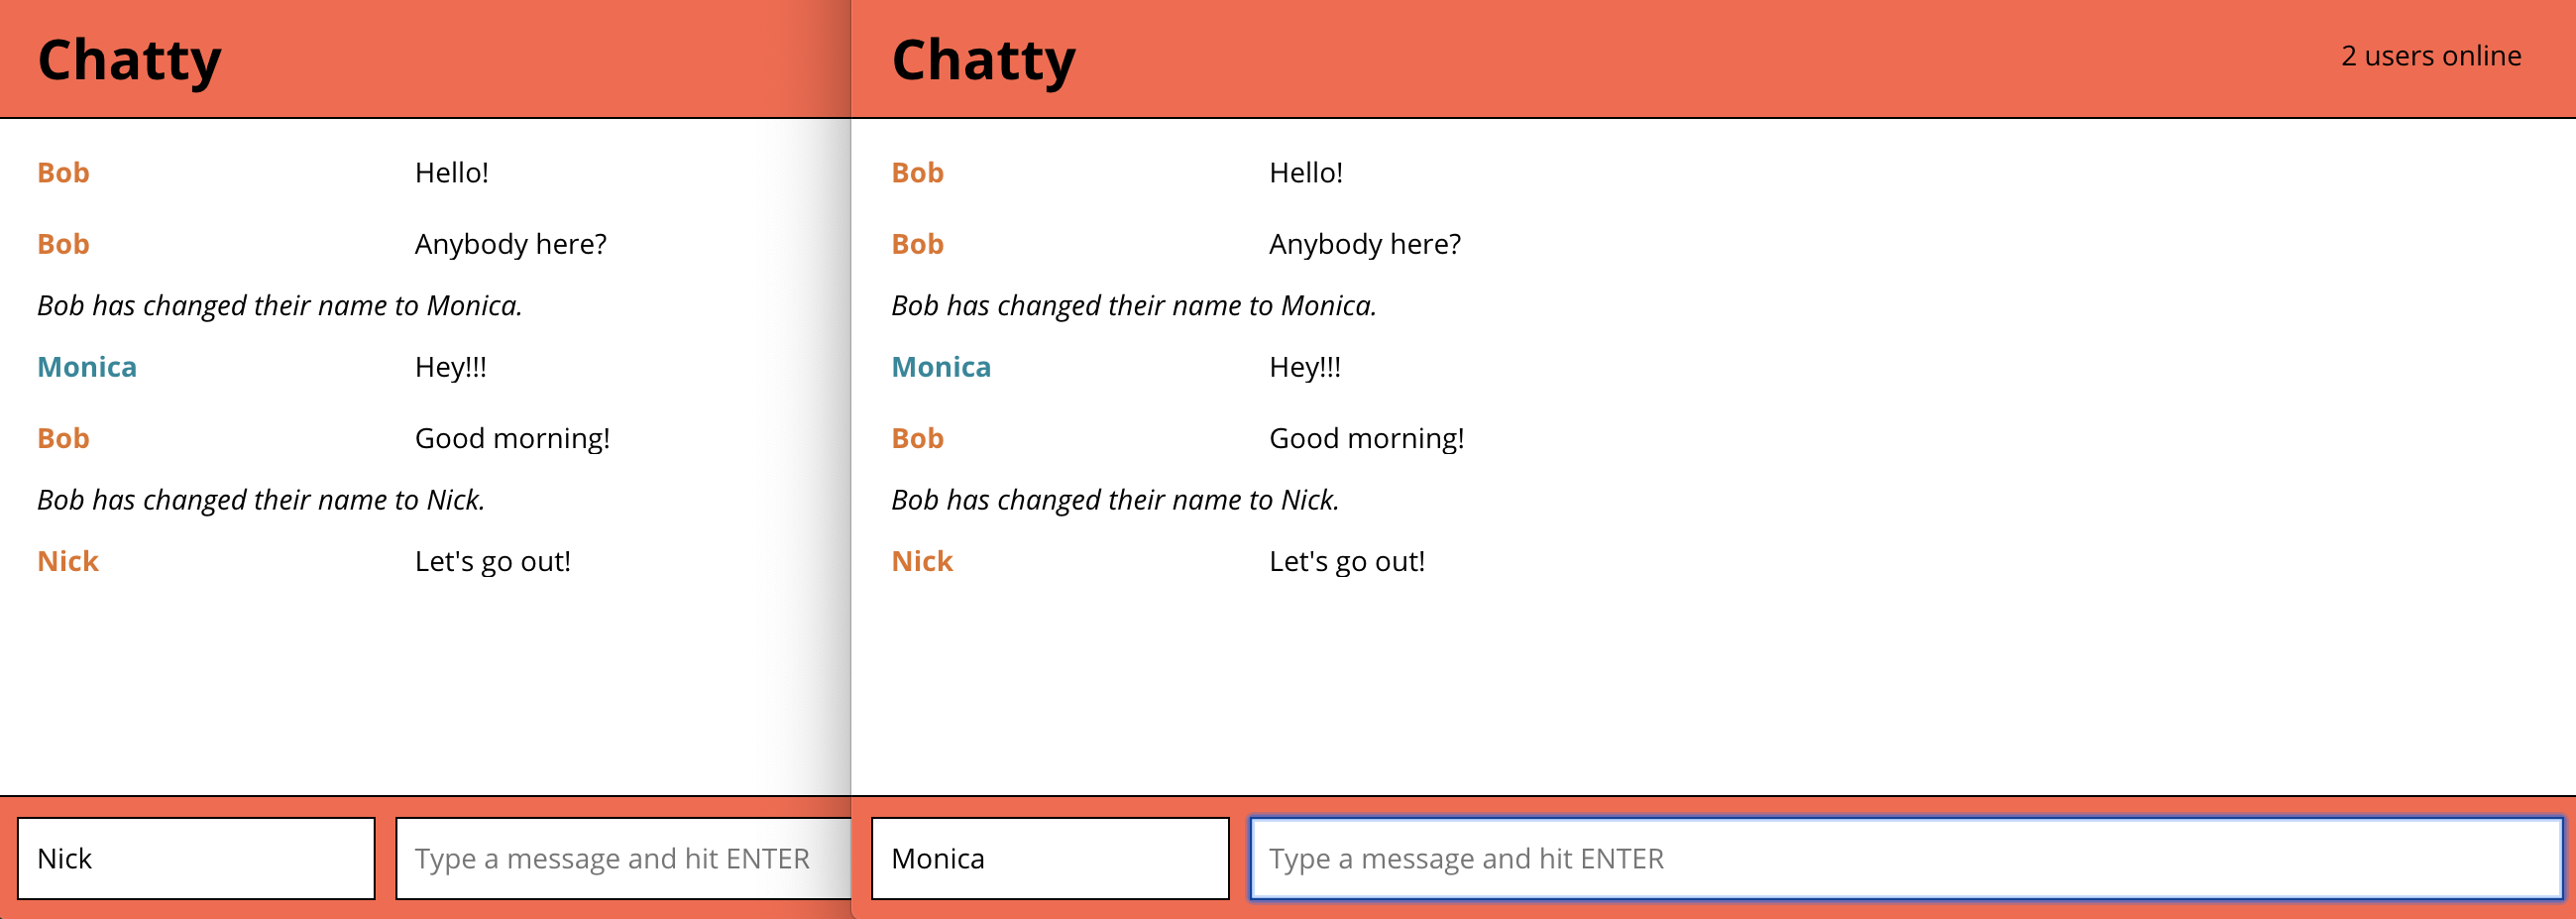 Chatty
Bob Hello!
Bob Anybody here?
Bob has changed their name to Monica.
Monica Hey!!!
Bob Good morning!
Bob has changed their name to Nick.
Nick Let's go out!
Nick Type a message and hit ENTER
Chatty 2 users online
Bob Hello!
Bob Anybody here?
Bob has changed their name to Monica.
Monica Hey!!!
Bob Good morning!
Bob has changed their name to Nick.
Nick Let's go out!
Monica Type a message and hit ENTER